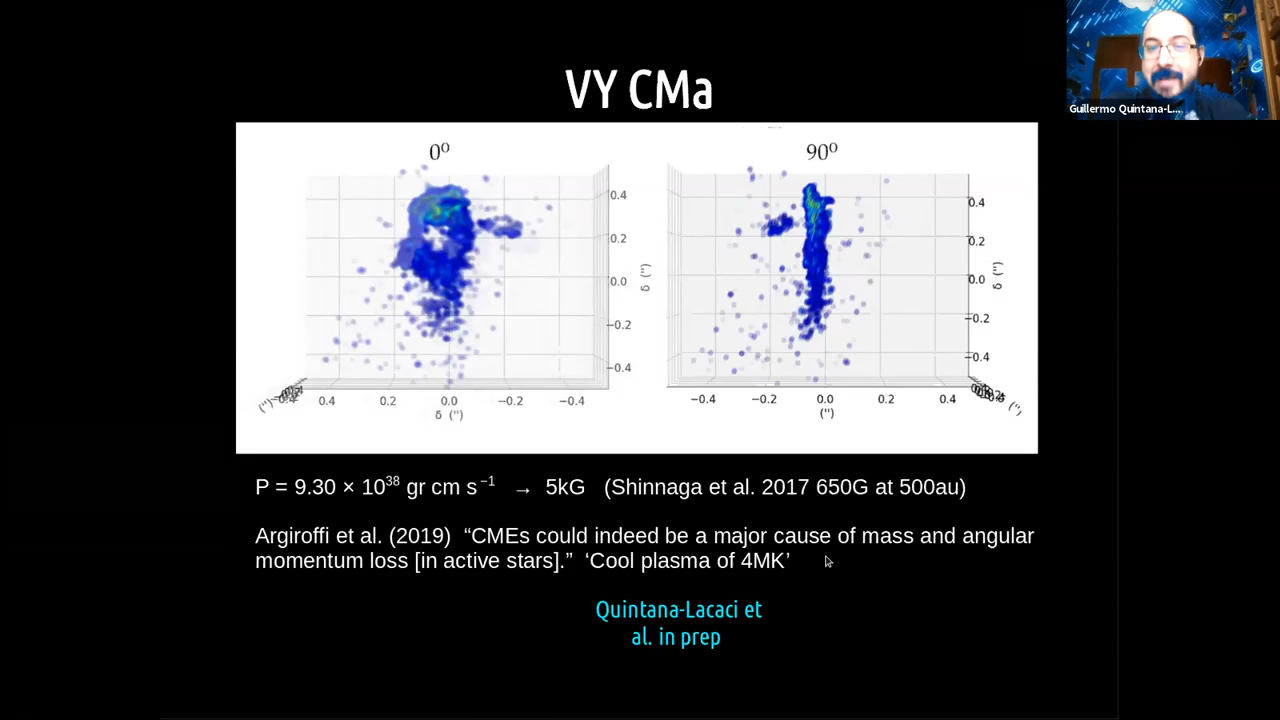 VY CMa
Guillermo Quintana-L...
0º
90º
0.4
0.2
0.0
−0.2
−0.4
δ (")
0.4
0.2
0.0
−0.2
−0.4
δ (")
(")
0.4
0.2
0.0
−0.2
−0.4
δ (")
−0.4
−0.2
0.0
0.2
0.4
(")
(")
P = 9.30 × 10³⁸ gr cm s⁻¹ → 5kG (Shinnaga et al. 2017 650G at 500au)
Argiroffi et al. (2019) “CMEs could indeed be a major cause of mass and angular
momentum loss [in active stars].” ‘Cool plasma of 4MK’
Quintana-Lacaci et
al. in prep